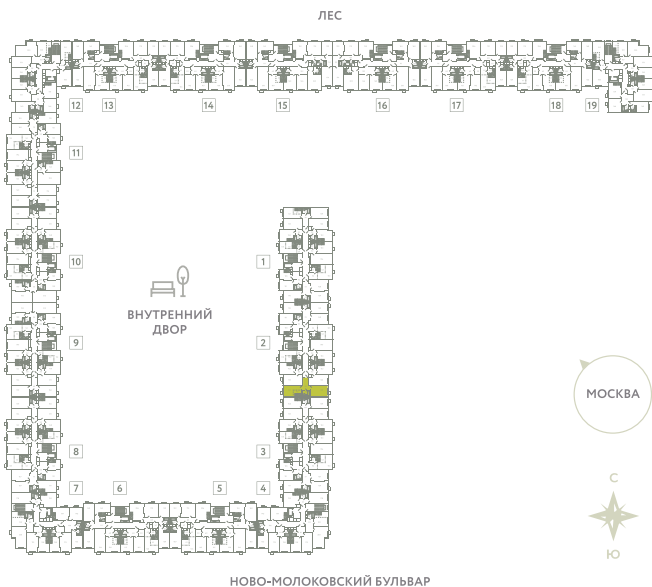 ЛЕС
12 13 14 15 16 17 18 19
11
10 1
ВНУТРЕННИЙ
ДВОР
9 2
МОСКВА
8 3
7 6 5 4
С
Ю
НОВО-МОЛОКОВСКИЙ БУЛЬВАР